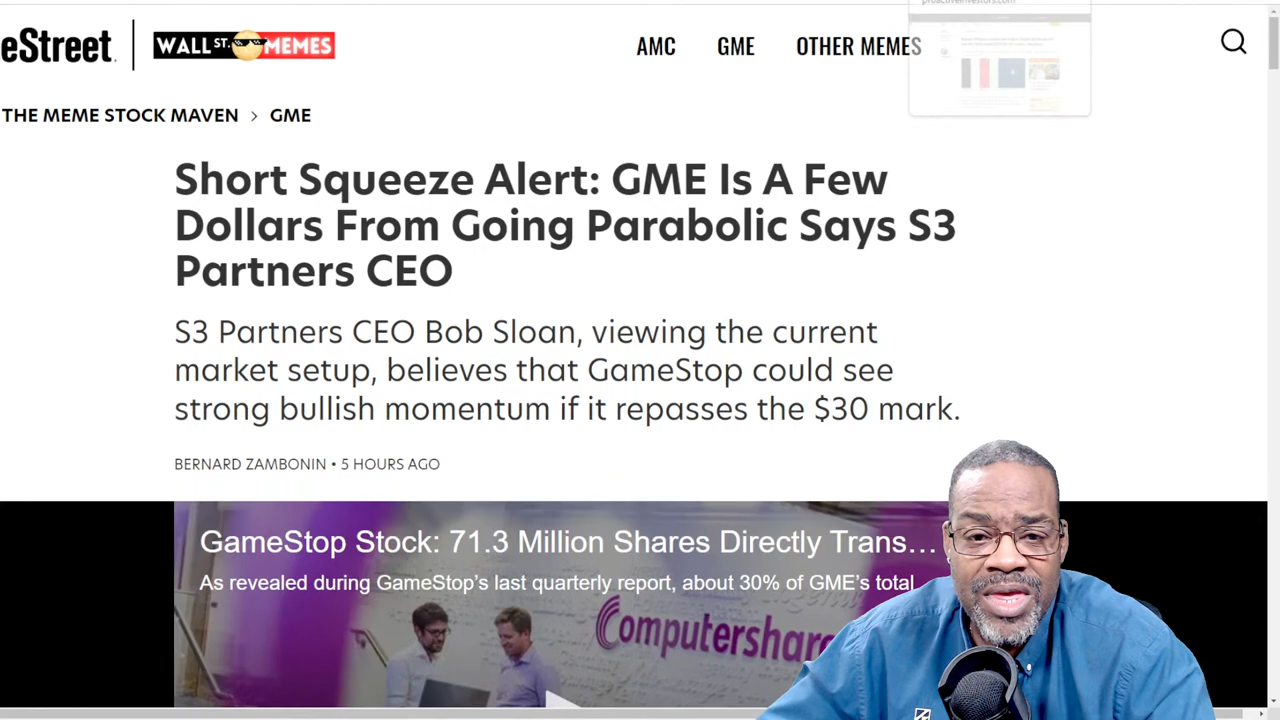 proactiveinvestors.com
eStreet
WALL ST. MEMES
AMC GME OTHER MEMES
THE MEME STOCK MAVEN > GME
Short Squeeze Alert: GME Is A Few
Dollars From Going Parabolic Says S3
Partners CEO
S3 Partners CEO Bob Sloan, viewing the current
market setup, believes that GameStop could see
strong bullish momentum if it repasses the $30 mark.
BERNARD ZAMBONIN • 5 HOURS AGO
GameStop Stock: 71.3 Million Shares Directly Trans...
As revealed during GameStop's last quarterly report, about 30% of GME's total
Computershare